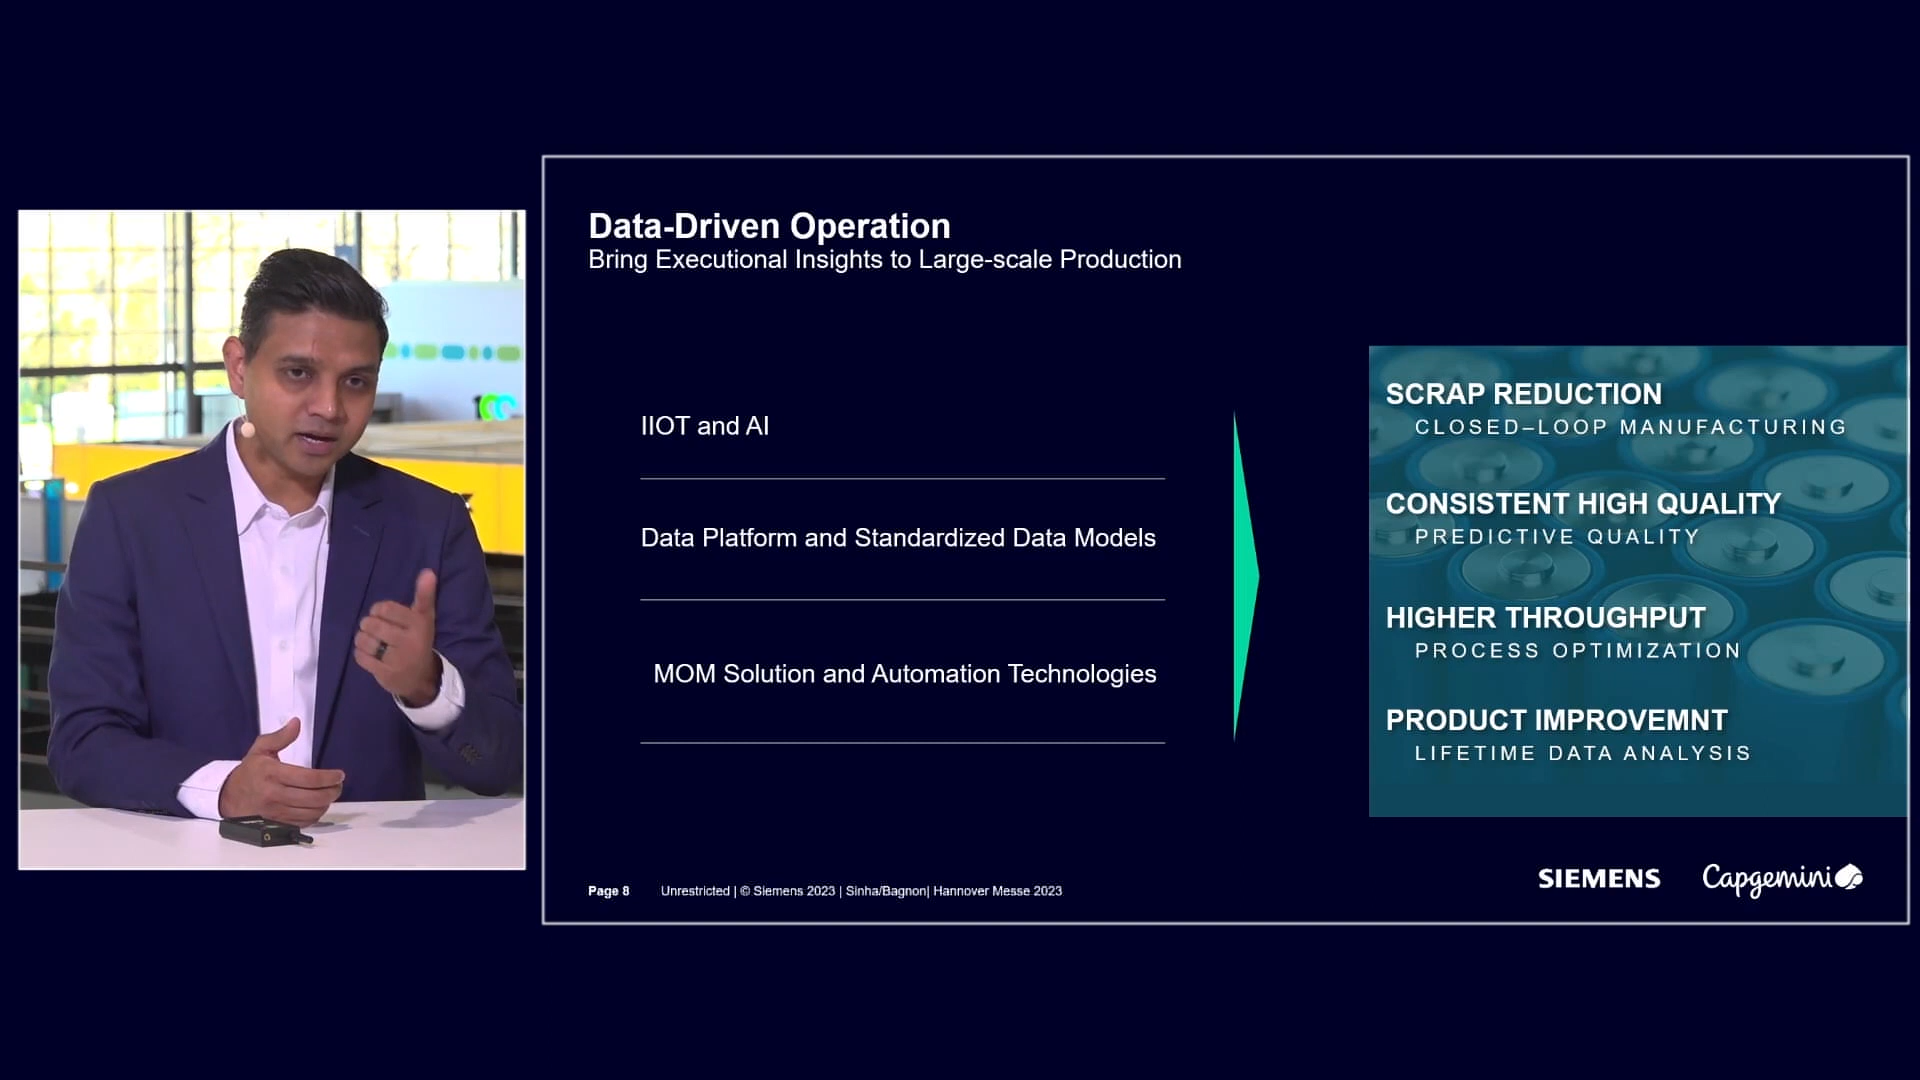 Data-Driven Operation
Bring Executional Insights to Large-scale Production
IIOT and AI
Data Platform and Standardized Data Models
MOM Solution and Automation Technologies
SCRAP REDUCTION
CLOSED–LOOP MANUFACTURING
CONSISTENT HIGH QUALITY
PREDICTIVE QUALITY
HIGHER THROUGHPUT
PROCESS OPTIMIZATION
PRODUCT IMPROVEMNT
LIFETIME DATA ANALYSIS
Page 8 Unrestricted | © Siemens 2023 | Sinha/Bagnon| Hannover Messe 2023
SIEMENS Capgemini